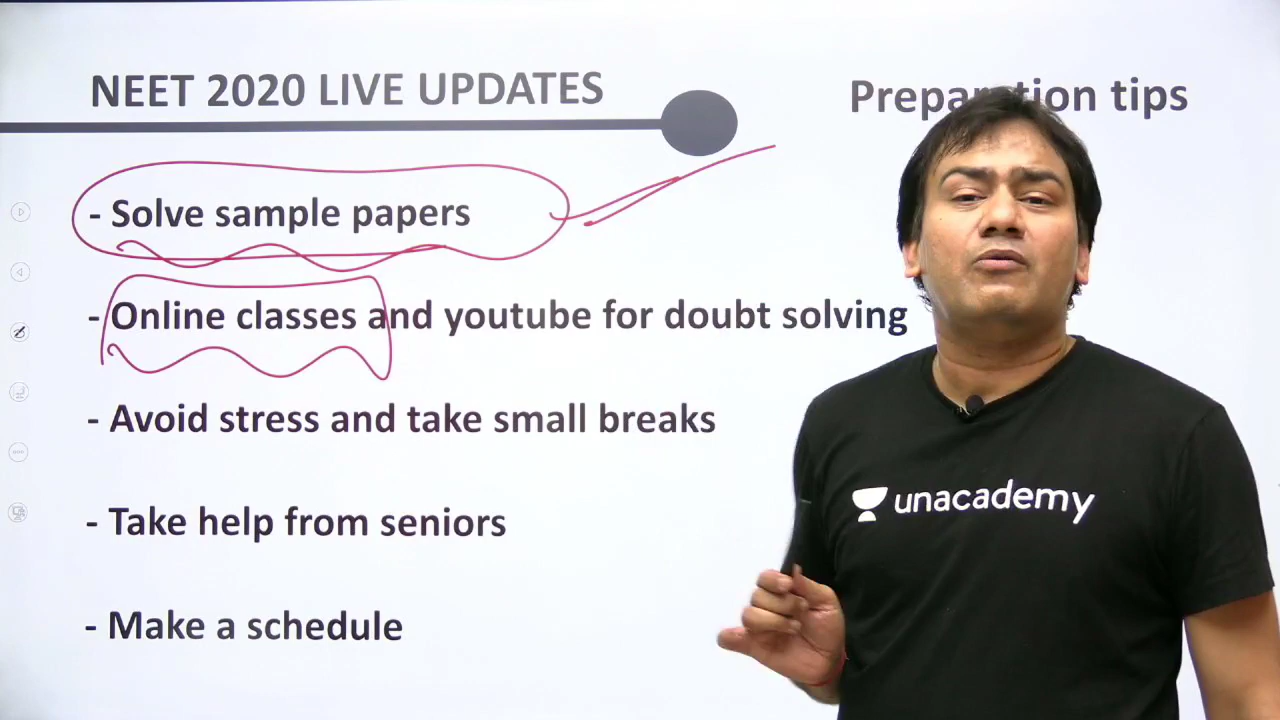 NEET 2020 LIVE UPDATES
Preparation tips
- Solve sample papers
- Online classes and youtube for doubt solving
- Avoid stress and take small breaks
- Take help from seniors
- Make a schedule
unacademy